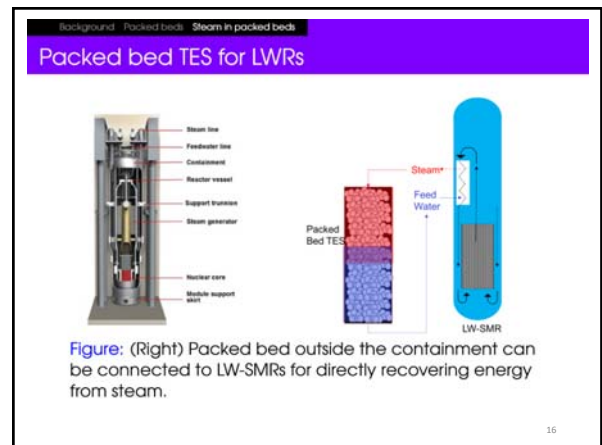 Background Packed beds Steam in packed beds
Packed bed TES for LWRs
Steam line
Feedwater line
Containment
Reactor vessel
Support trunnion
Steam generator
Nuclear core
Module support
skirt
Steam
Feed
Water
Packed
Bed TES
LW-SMR
Figure: (Right) Packed bed outside the containment can
be connected to LW-SMRs for directly recovering energy
from steam.
16